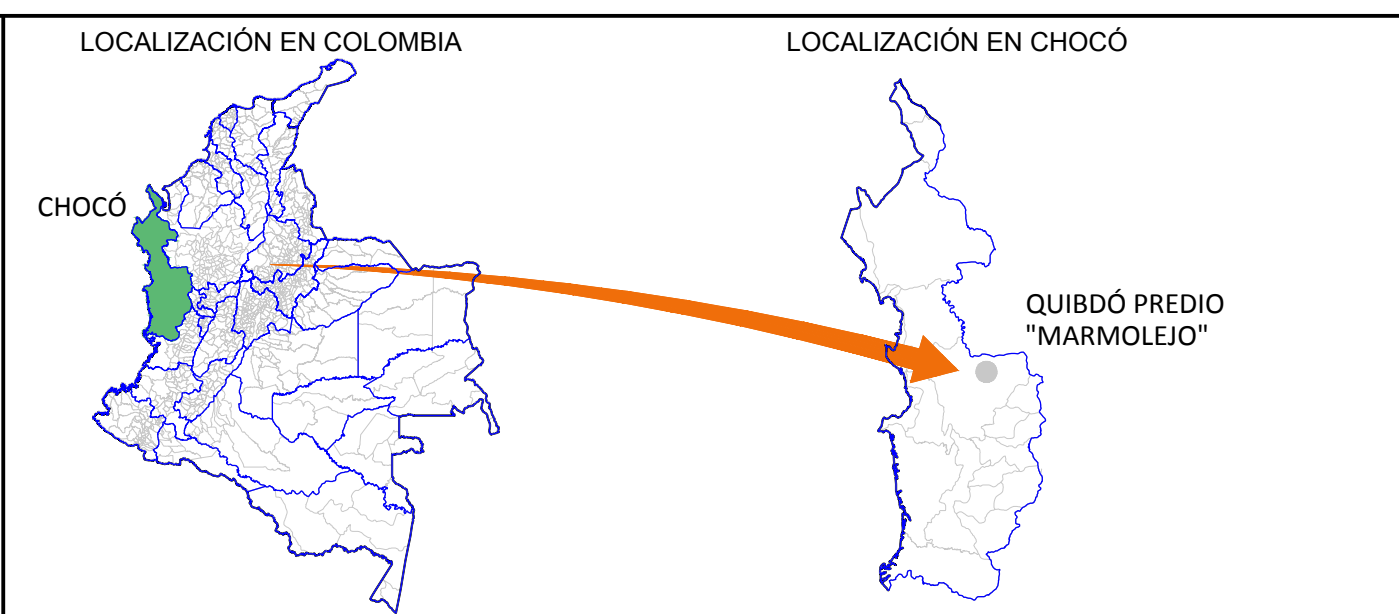 LOCALIZACIÓN EN COLOMBIA
LOCALIZACIÓN EN CHOCÓ
CHOCÓ
QUIBDÓ PREDIO
"MARMOLEJO"